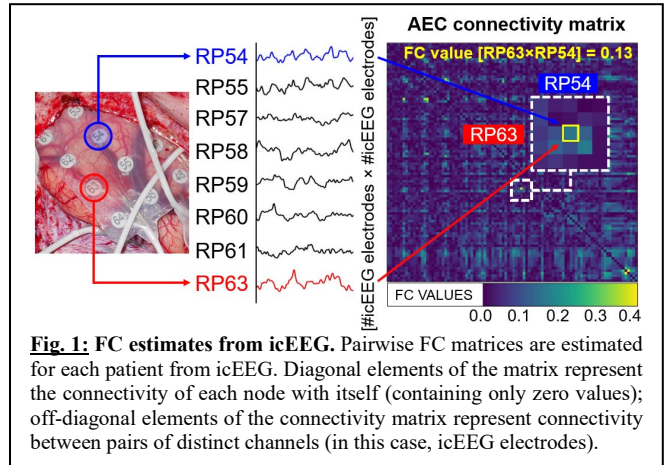 AEC connectivity matrix
FC value [RP63×RP54] = 0.13
RP54
RP55
RP57
RP58
RP59
RP60
RP61
RP63
[#icEEG electrodes × #icEEG electrodes]
RP54
RP63
54
63
64
FC VALUES
0.0 0.2 0.4
Fig. 1: FC estimates from icEEG. Pairwise FC matrices are estimated
for each patient from icEEG. Diagonal elements of the matrix represent
the connectivity of each node with itself (containing only zero values);
off-diagonal elements of the connectivity matrix represent connectivity
between pairs of distinct channels (in this case, icEEG electrodes).